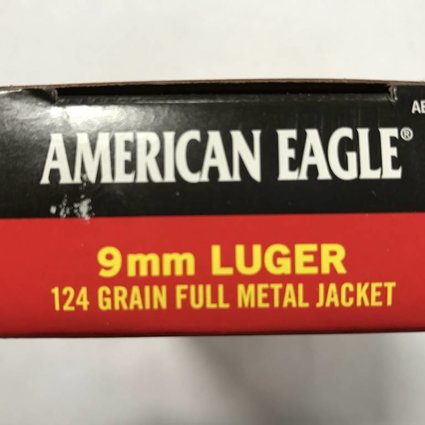 AMERICAN EAGLE®
9mm LUGER
124 GRAIN FULL METAL JACKET